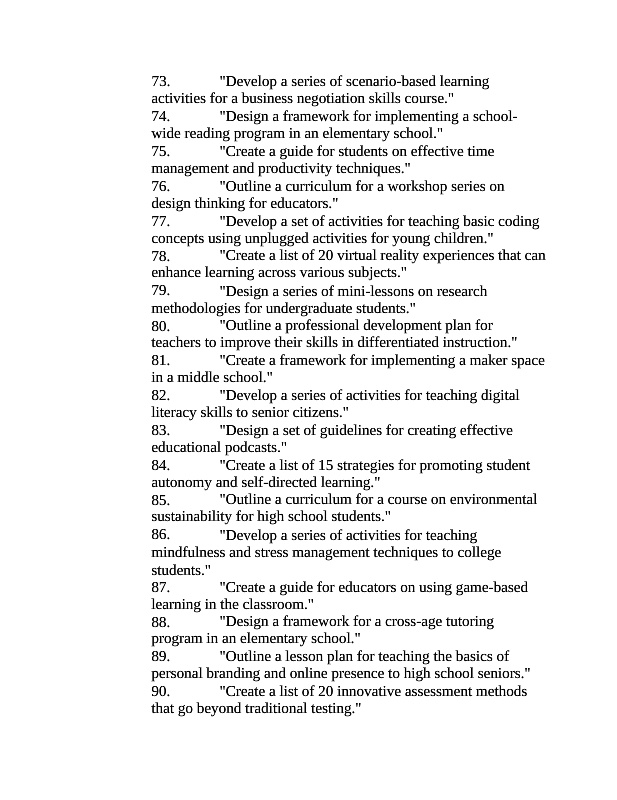 73. "Develop a series of scenario-based learning
activities for a business negotiation skills course."
74. "Design a framework for implementing a school-
wide reading program in an elementary school."
75. "Create a guide for students on effective time
management and productivity techniques."
76. "Outline a curriculum for a workshop series on
design thinking for educators."
77. "Develop a set of activities for teaching basic coding
concepts using unplugged activities for young children."
78. "Create a list of 20 virtual reality experiences that can
enhance learning across various subjects."
79. "Design a series of mini-lessons on research
methodologies for undergraduate students."
80. "Outline a professional development plan for
teachers to improve their skills in differentiated instruction."
81. "Create a framework for implementing a maker space
in a middle school."
82. "Develop a series of activities for teaching digital
literacy skills to senior citizens."
83. "Design a set of guidelines for creating effective
educational podcasts."
84. "Create a list of 15 strategies for promoting student
autonomy and self-directed learning."
85. "Outline a curriculum for a course on environmental
sustainability for high school students."
86. "Develop a series of activities for teaching
mindfulness and stress management techniques to college
students."
87. "Create a guide for educators on using game-based
learning in the classroom."
88. "Design a framework for a cross-age tutoring
program in an elementary school."
89. "Outline a lesson plan for teaching the basics of
personal branding and online presence to high school seniors."
90. "Create a list of 20 innovative assessment methods
that go beyond traditional testing."